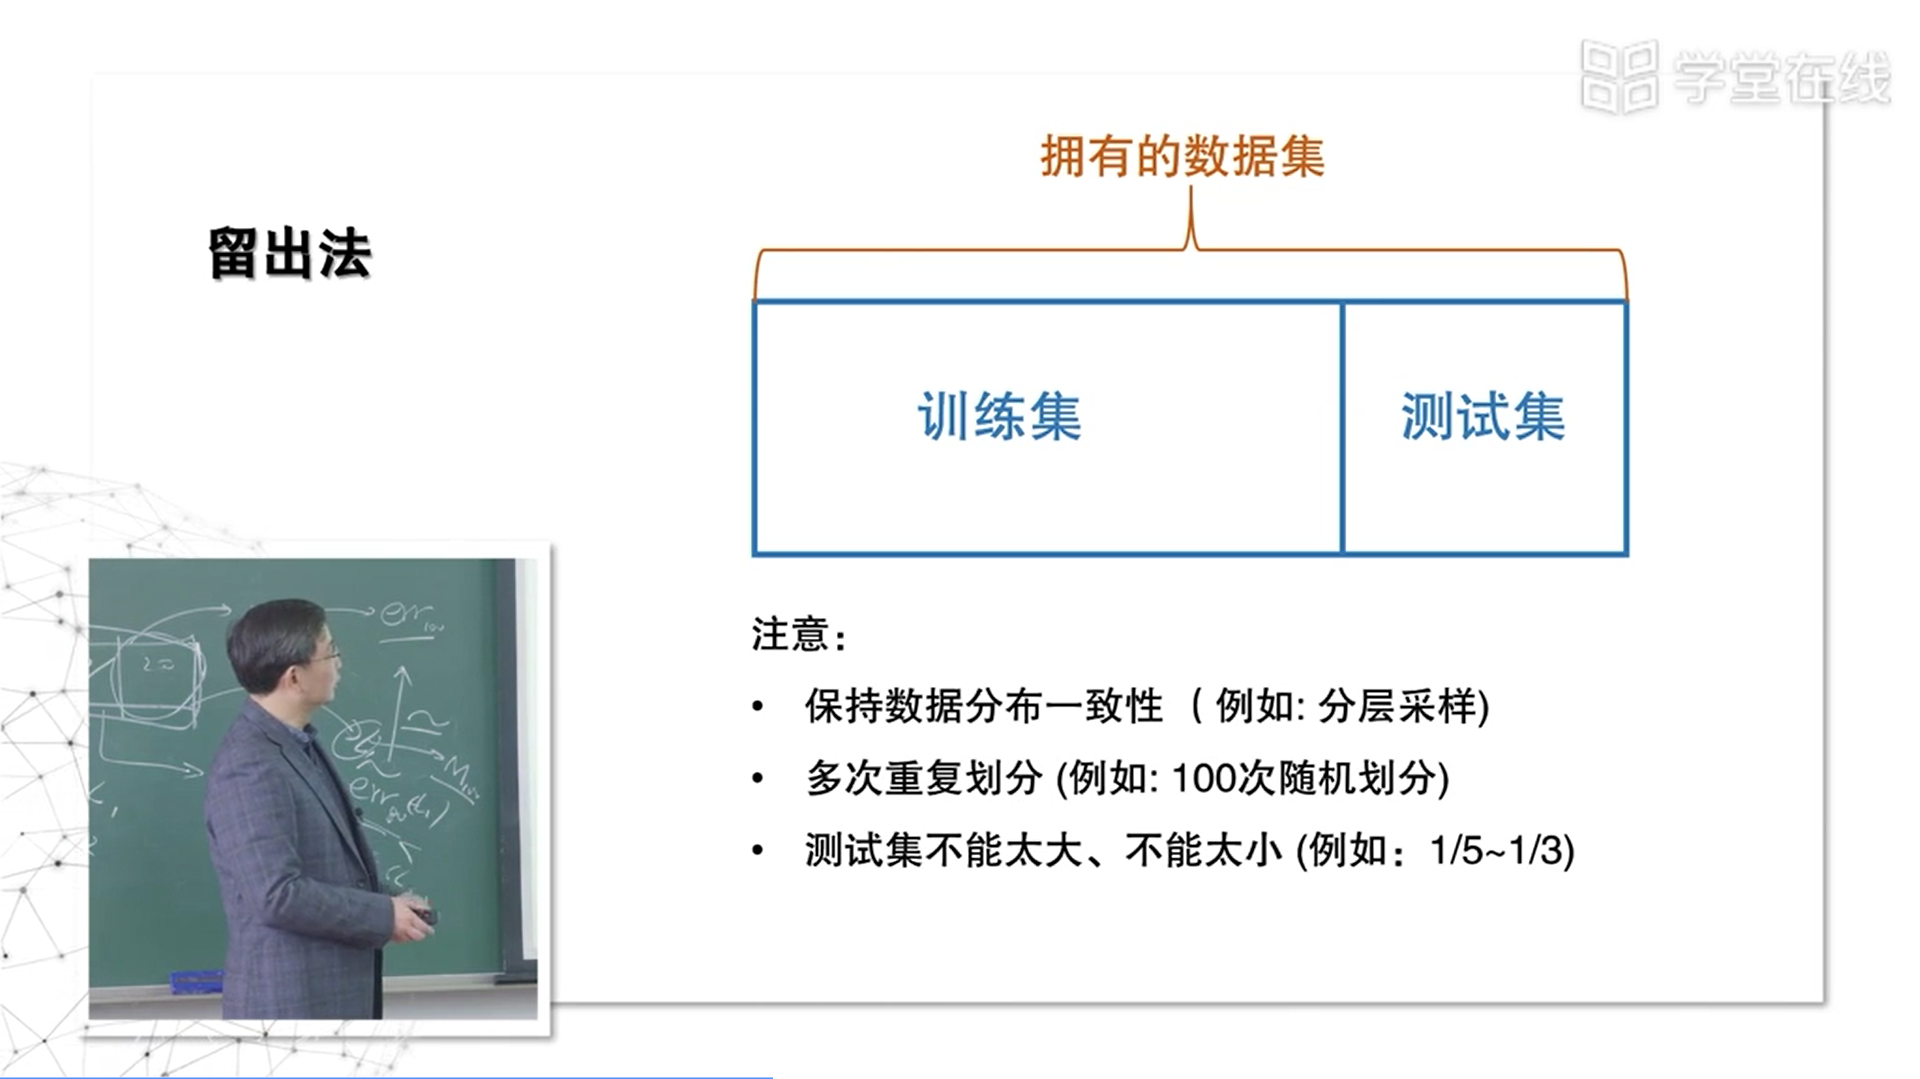 学堂在线
拥有的数据集
留出法
训练集
测试集
注意：
• 保持数据分布一致性 （ 例如: 分层采样)
• 多次重复划分 (例如: 100次随机划分)
• 测试集不能太大、不能太小 (例如：1/5~1/3)
err
err